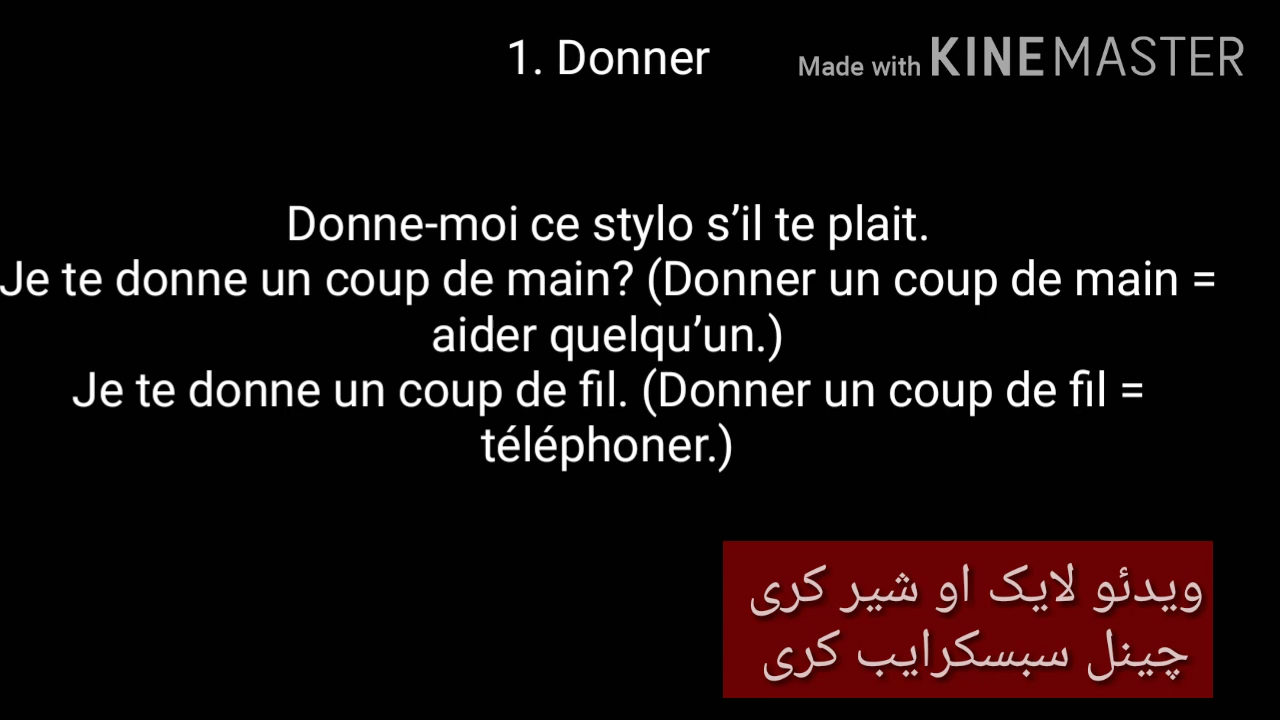 1. Donner
Made with KINEMASTER
Donne-moi ce stylo s’il te plait.
Je te donne un coup de main? (Donner un coup de main =
aider quelqu’un.)
Je te donne un coup de fil. (Donner un coup de fil =
téléphoner.)
ویدئو لایک او شیر کری
چینل سبسکرایب کری